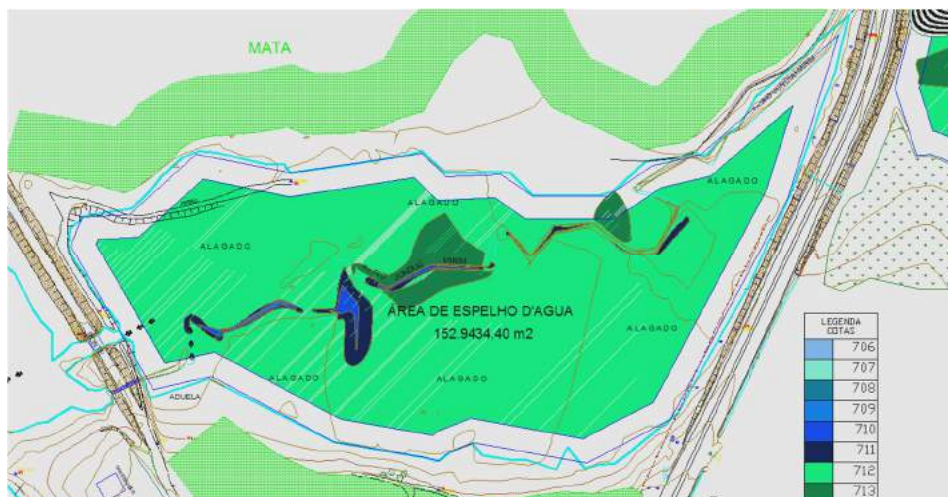 MATA
ALAGADO
ALAGADO
ALAGADO
ÁREA DE ESPELHO D'AGUA
152.9434.40 m2
ALAGADO
ALAGADO
ALAGADO
ADUELA
LEGENDA
COTAS
706
707
708
709
710
711
712
713